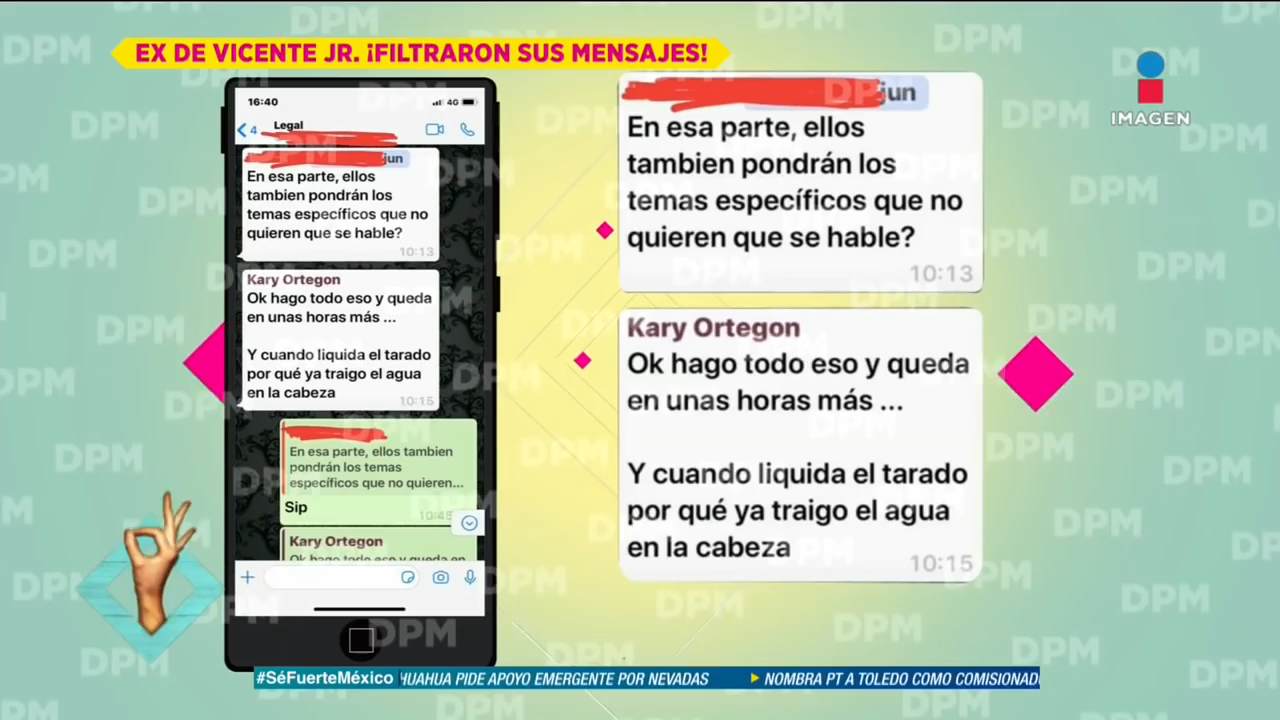 EX DE VICENTE JR. ¡FILTRARON SUS MENSAJES!
IMAGEN
16:40
4G
4
Legal
jun
En esa parte, ellos
tambien pondrán los
temas específicos que no
quieren que se hable?
10:13
Kary Ortegon
Ok hago todo eso y queda
en unas horas más ...
Y cuando liquida el tarado
por qué ya traigo el agua
en la cabeza
10:15
En esa parte, ellos tambien
pondrán los temas
específicos que no quieren...
Sip
10:45
Kary Ortegon
Ok hago todo eso y queda en
jun
En esa parte, ellos
tambien pondrán los
temas específicos que no
quieren que se hable?
10:13
Kary Ortegon
Ok hago todo eso y queda
en unas horas más ...
Y cuando liquida el tarado
por qué ya traigo el agua
en la cabeza
10:15
DPM
#SéFuerteMéxico HUAHUA PIDE APOYO EMERGENTE POR NEVADAS NOMBRA PT A TOLEDO COMO COMISIONAD